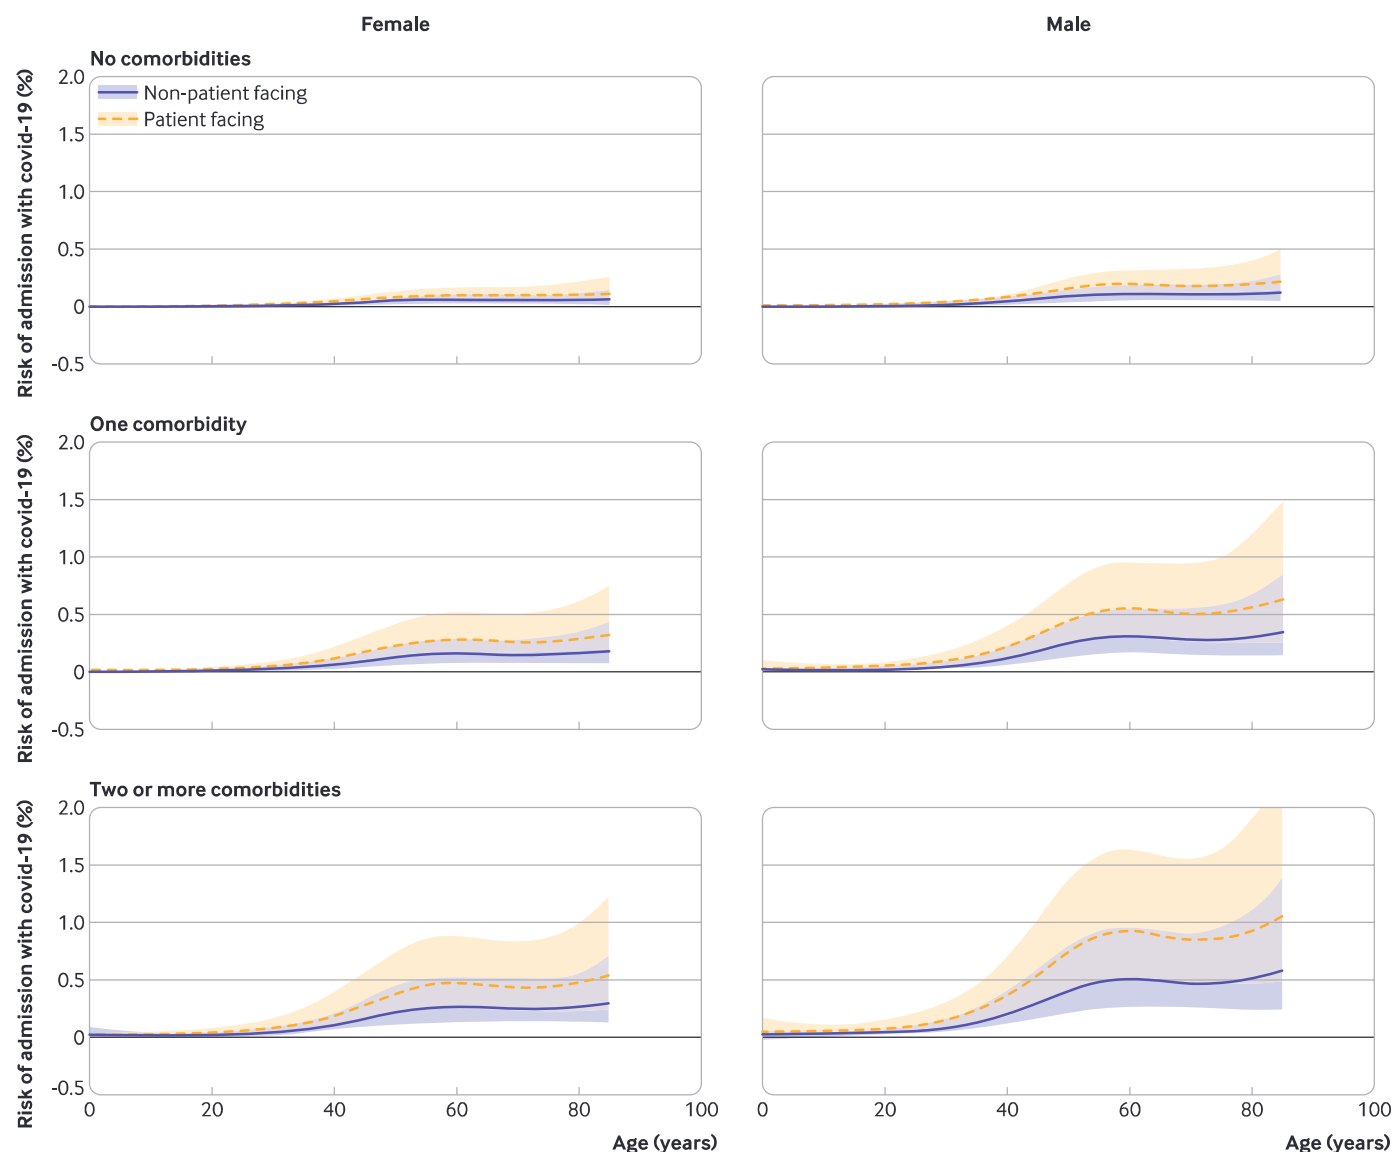 Female
Male
No comorbidities
Risk of admission with covid-19 (%)
2.0
1.5
1.0
0.5
0
-0.5
Non-patient facing
Patient facing
One comorbidity
Risk of admission with covid-19 (%)
2.0
1.5
1.0
0.5
0
-0.5
Two or more comorbidities
Risk of admission with covid-19 (%)
2.0
1.5
1.0
0.5
0
-0.5
0 20 40 60 80 100
Age (years)
0 20 40 60 80 100
Age (years)